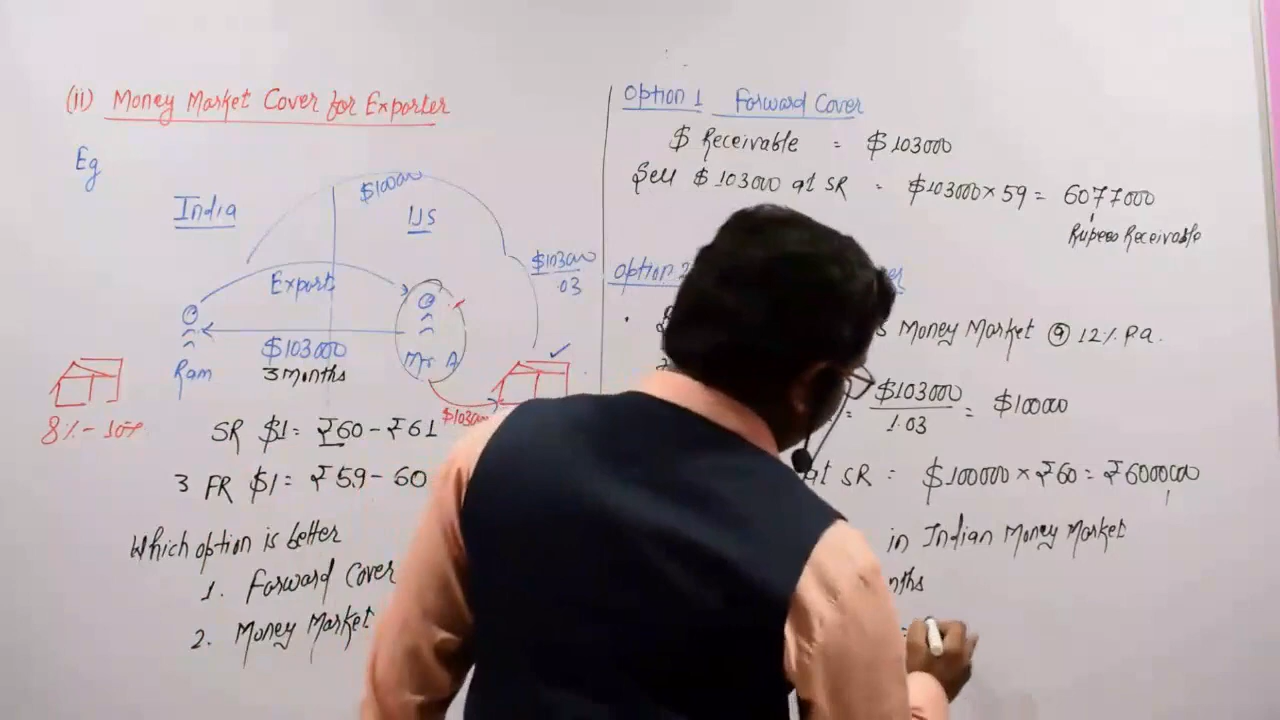 (ii) Money Market Cover for Exporter
Eg
$100000
India
US
Export
$103000
1.03
Ram
$103000
3 Months
Mr A
$103000
8% - 10%
SR $1 = ₹60 - ₹61
3 FR $1 = ₹59 - 60
Which option is better
1. Forward Cover
2. Money Market
Option 1 Forward Cover
$ Receivable = $103000
Sell $103000 at SR = $103000 × 59 = 6077000
Rupees Receivable
Option 2
Money Market @ 12% P.a.
= $103000 / 1.03 = $100000
at SR = $100000 × ₹60 = ₹6000000
in Indian Money Market
=